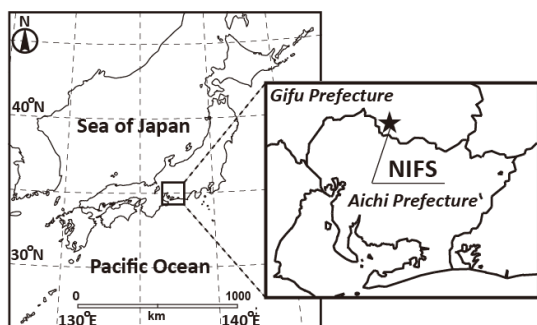 N
40°N
Sea of Japan
30°N
Pacific Ocean
0
1000
km
130°E
140°E
Gifu Prefecture
NIFS
Aichi Prefecture